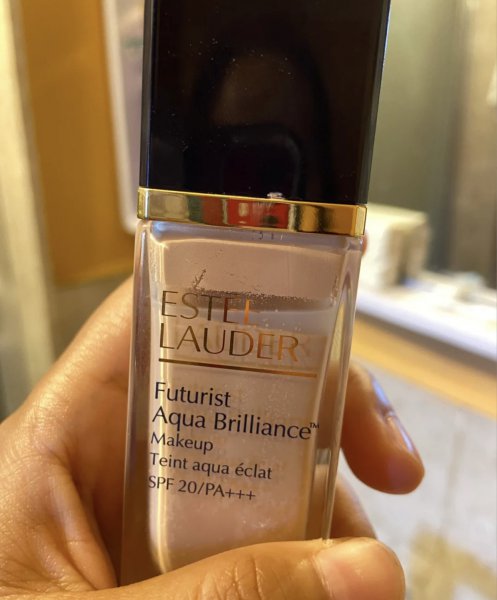 ESTEE
LAUDER
Futurist
Aqua Brilliance™
Makeup
Teint aqua éclat
SPF 20/PA+++